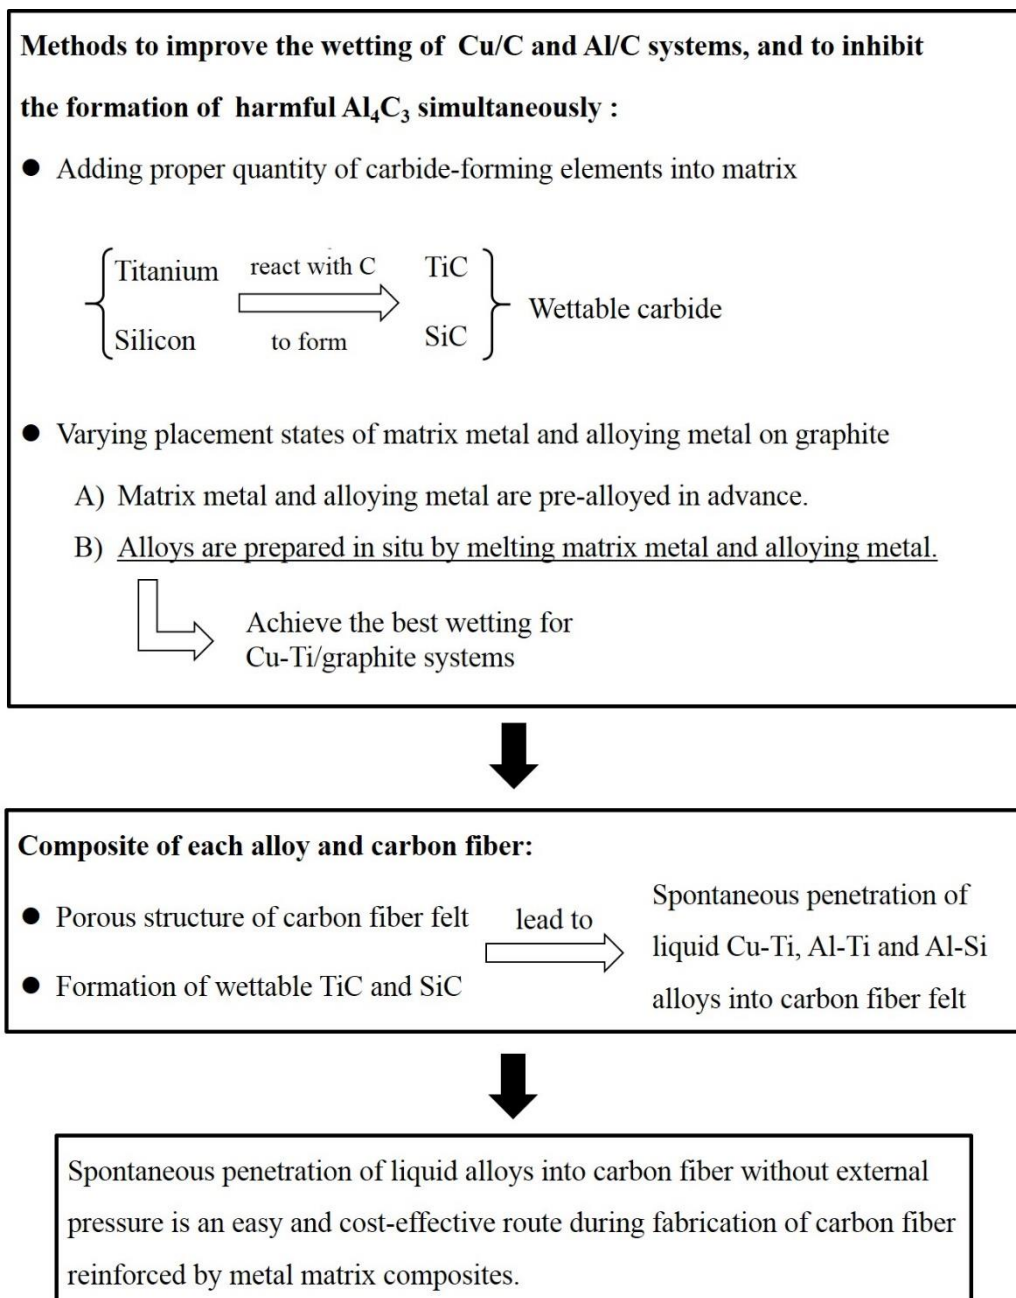 Methods to improve the wetting of Cu/C and Al/C systems, and to inhibit
the formation of harmful Al₄C₃ simultaneously :
● Adding proper quantity of carbide-forming elements into matrix
Titanium react with C TiC
Wettable carbide
Silicon to form SiC
● Varying placement states of matrix metal and alloying metal on graphite
A) Matrix metal and alloying metal are pre-alloyed in advance.
B) Alloys are prepared in situ by melting matrix metal and alloying metal.
Achieve the best wetting for
Cu-Ti/graphite systems
Composite of each alloy and carbon fiber:
● Porous structure of carbon fiber felt
● Formation of wettable TiC and SiC
lead to
Spontaneous penetration of
liquid Cu-Ti, Al-Ti and Al-Si
alloys into carbon fiber felt
Spontaneous penetration of liquid alloys into carbon fiber without external
pressure is an easy and cost-effective route during fabrication of carbon fiber
reinforced by metal matrix composites.